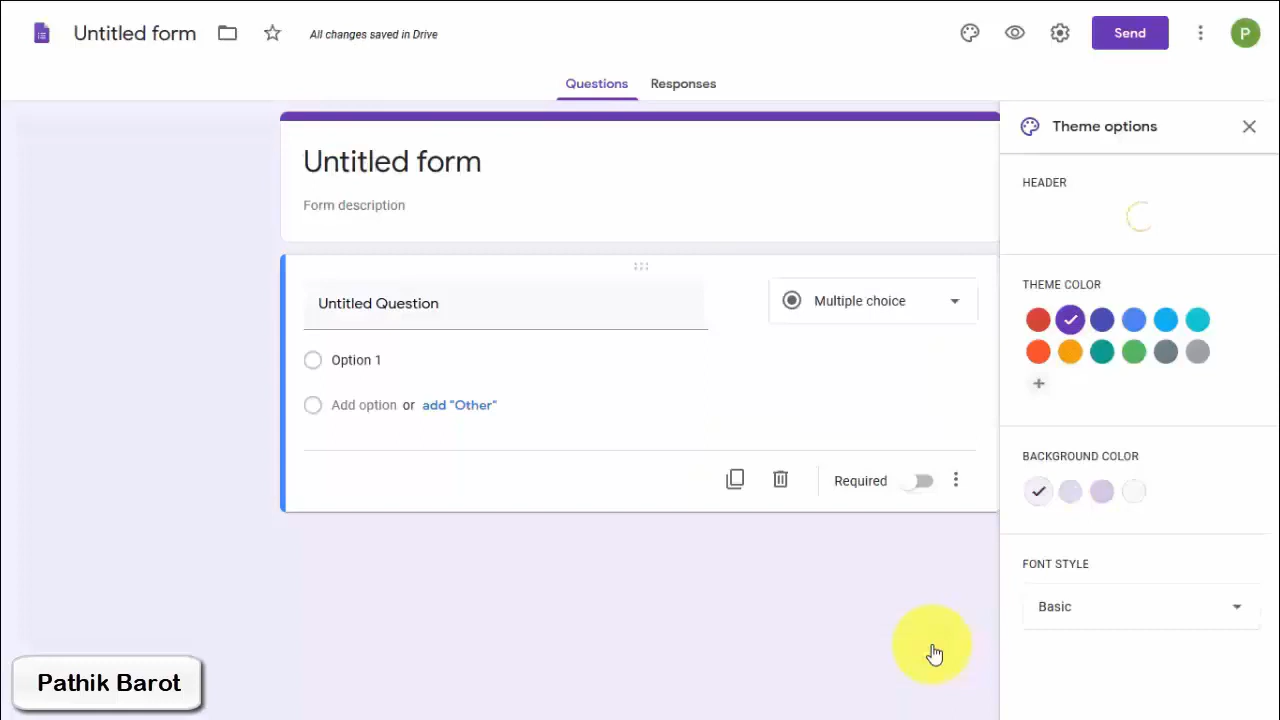 Untitled form
All changes saved in Drive
Send
P
Questions
Responses
Theme options
Untitled form
Form description
HEADER
THEME COLOR
Untitled Question
Multiple choice
Option 1
Add option or add "Other"
BACKGROUND COLOR
Required
FONT STYLE
Basic
Pathik Barot